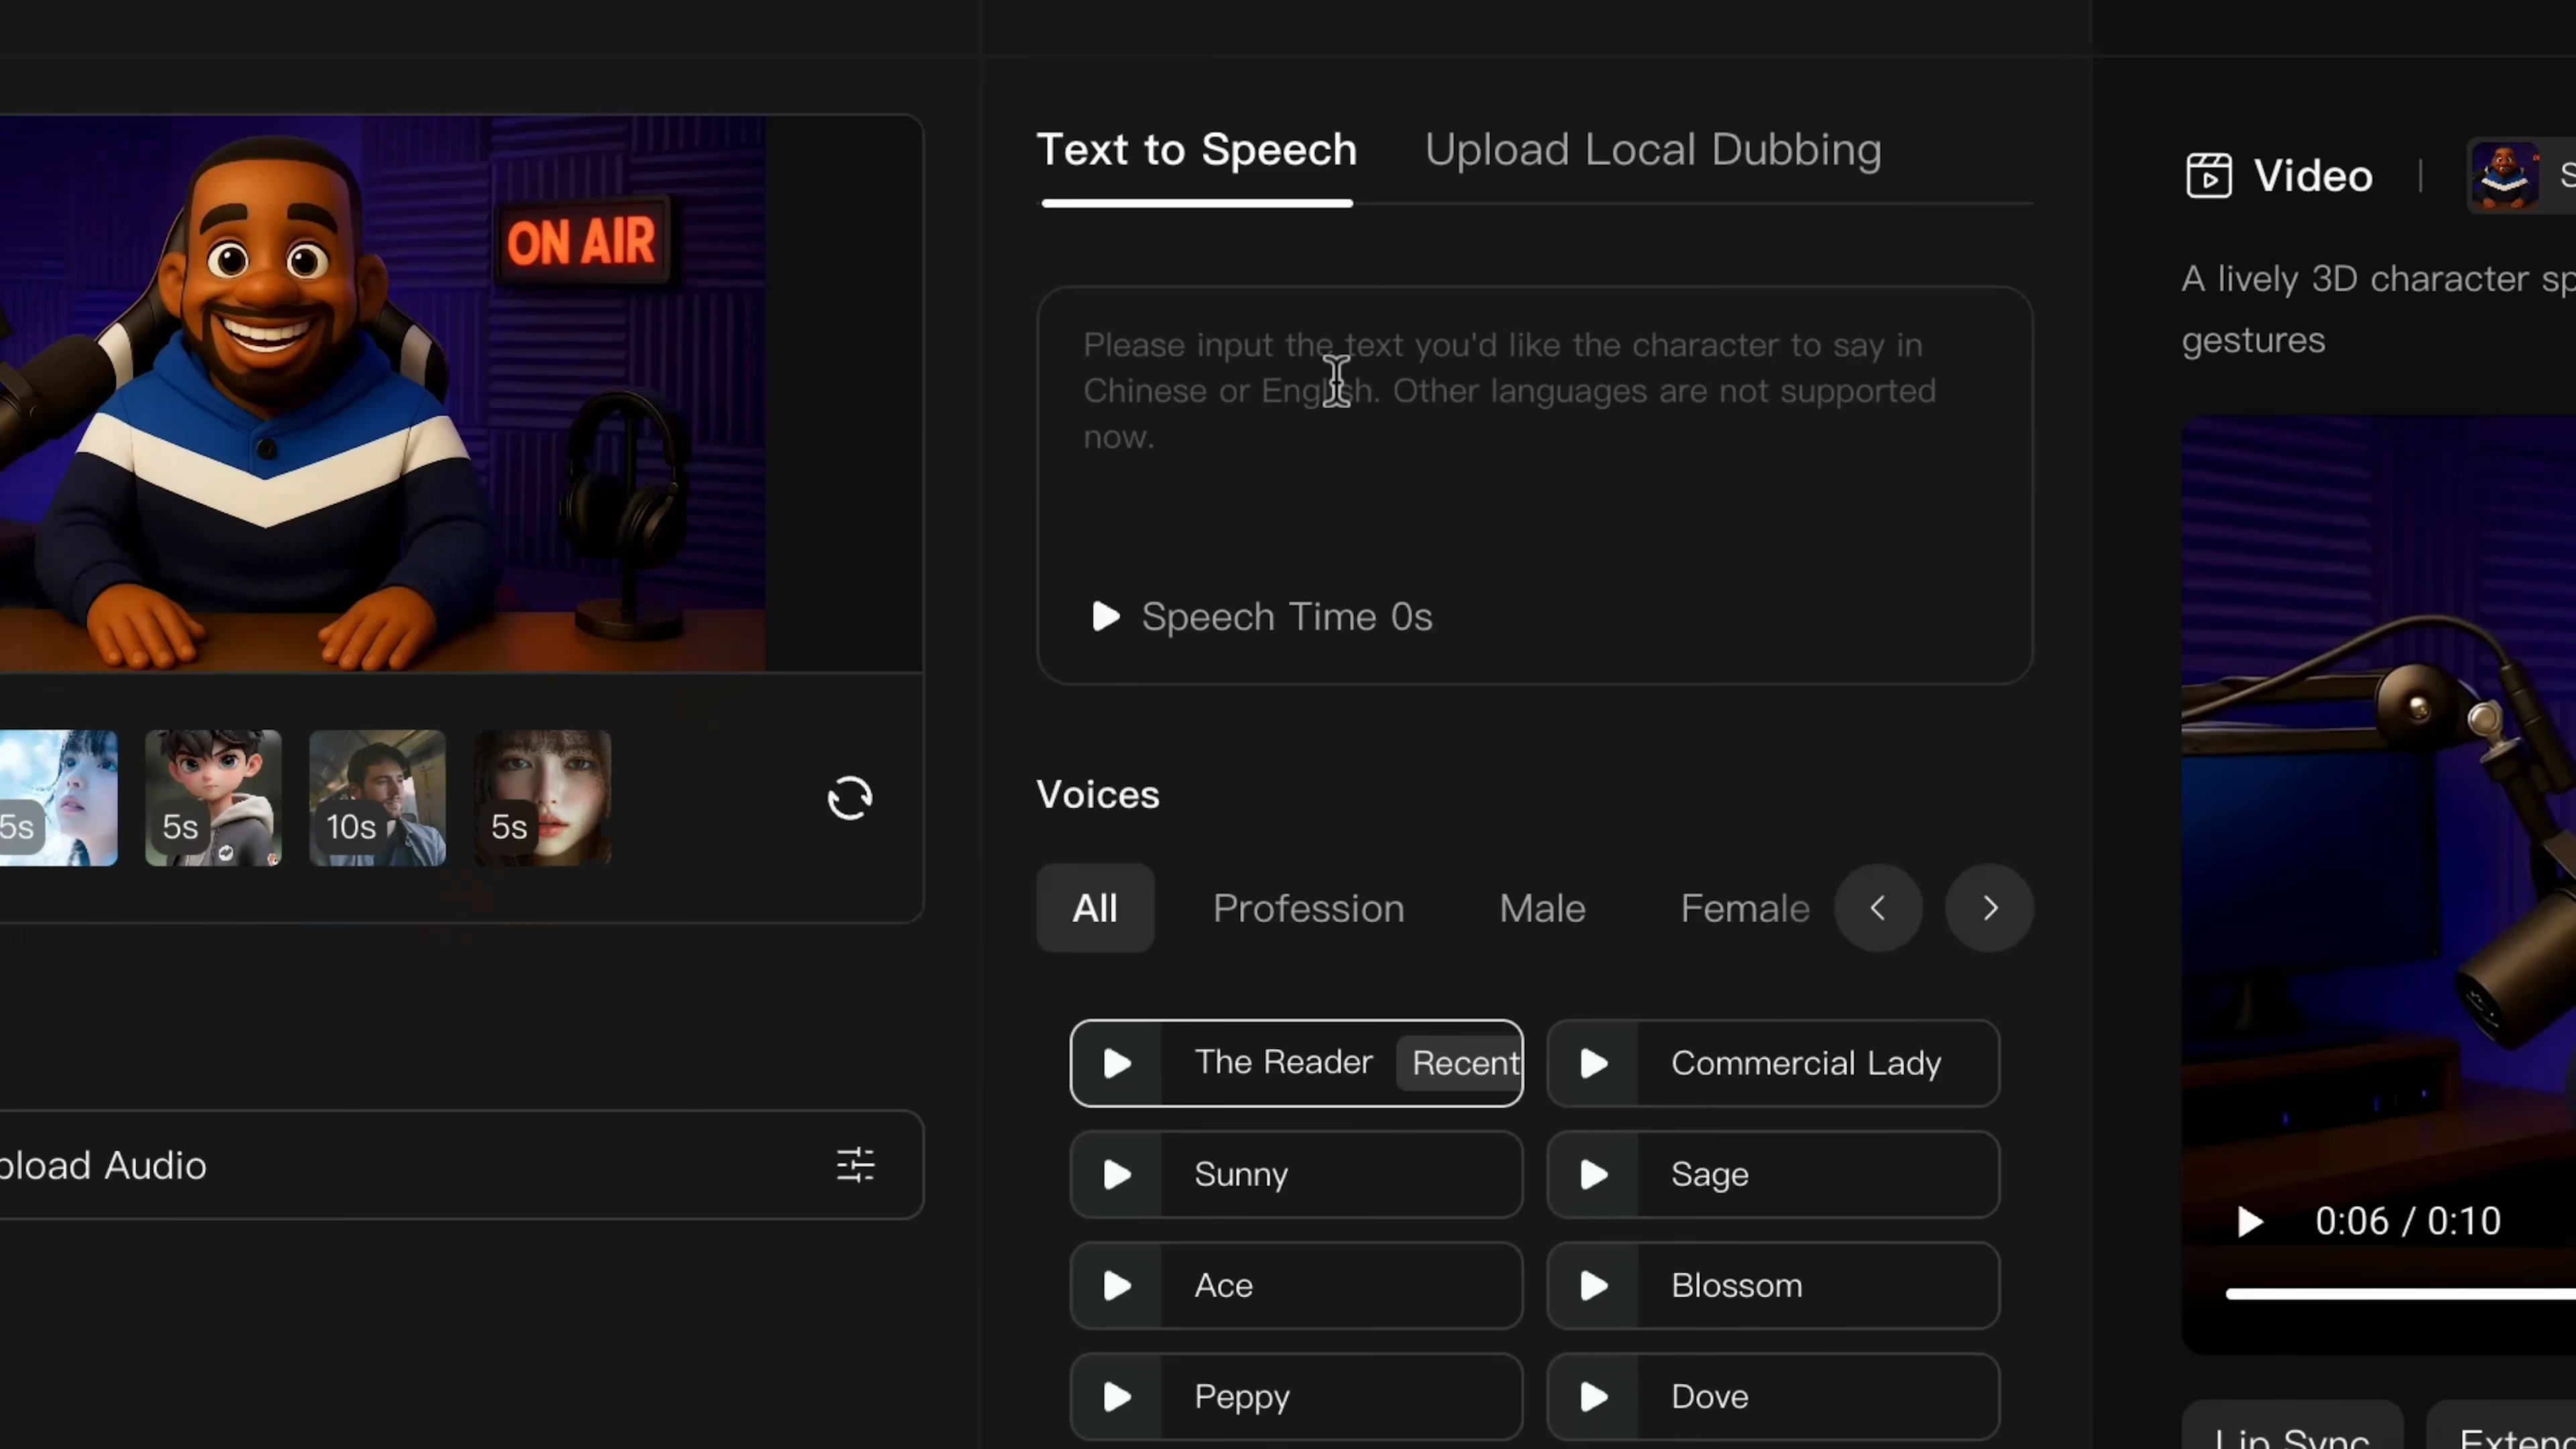 ON AIR
5s
5s
10s
5s
pload Audio
Text to Speech
Upload Local Dubbing
Please input the text you'd like the character to say in
Chinese or English. Other languages are not supported
now.
Speech Time 0s
Voices
All
Profession
Male
Female
The Reader
Recent
Commercial Lady
Sunny
Sage
Ace
Blossom
Peppy
Dove
Video
A lively 3D character sp
gestures
0:06 / 0:10
Lip Sync
Exten